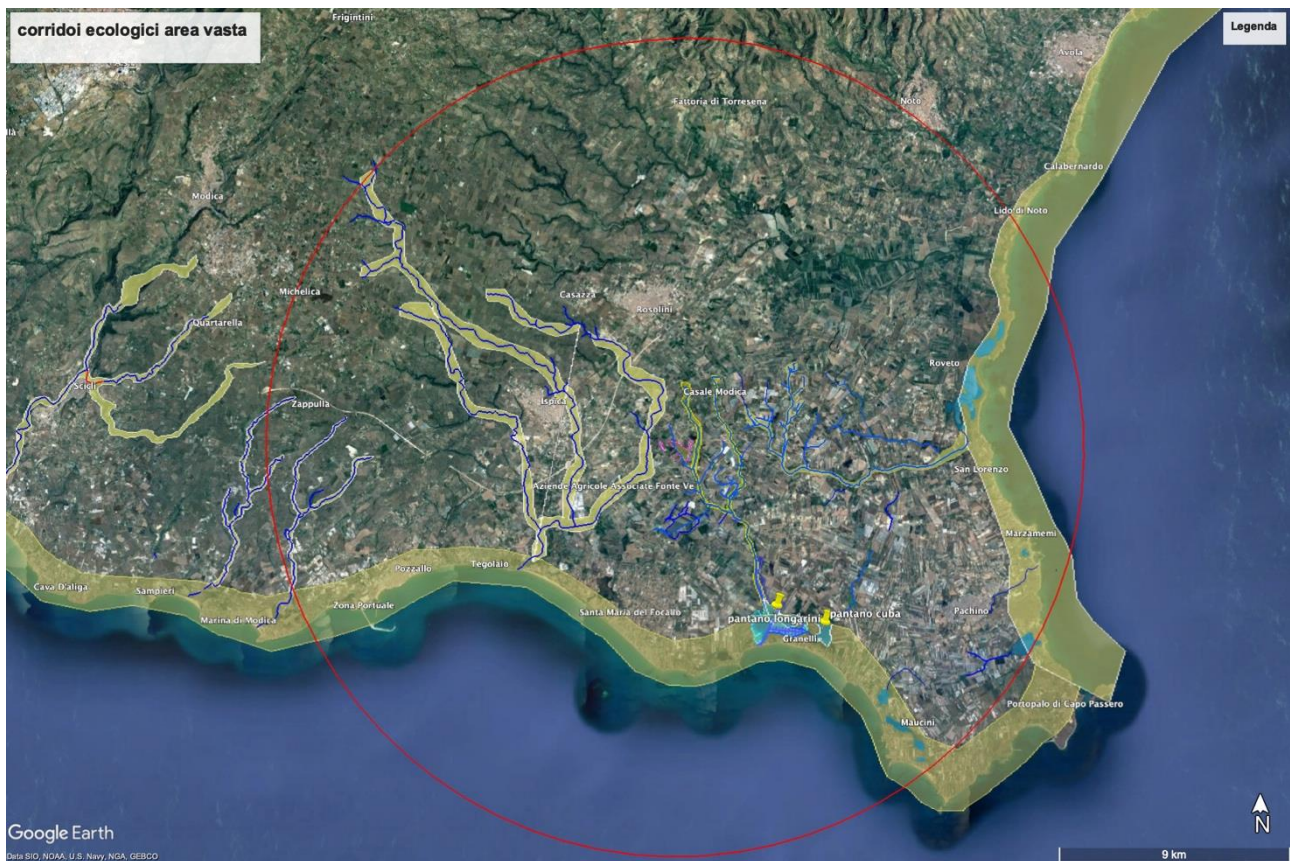 corridoi ecologici area vasta
Legenda
Frigintini
Avola
Fattoria di Torresena
Noto
Calabernardo
Modica
Lido di Noto
Michelica
Casazza
Rosolini
Quartarella
Roveto
Scicli
Casale Modica
Zappulla
Ispica
San Lorenzo
Aziende Agricole Associate Fonte Ve
Marzamemi
Pozzallo
Tegolaio
Cava D'aliga
Sampieri
Zona Portuale
Santa Maria del Focallo
Pachino
Marina di Modica
pantano longarini
pantano cuba
Granelli
Portopalo di Capo Passero
Maucini
N
Google Earth
Data SIO, NOAA, U.S. Navy, NGA, GEBCO
9 km